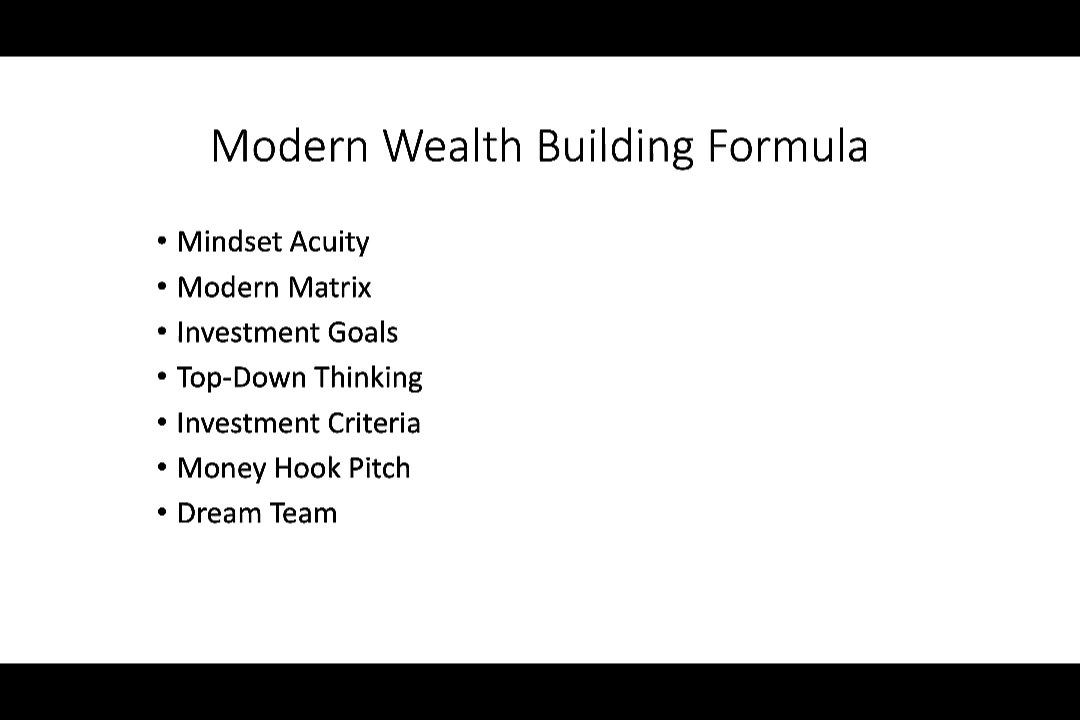 Modern Wealth Building Formula
• Mindset Acuity
• Modern Matrix
• Investment Goals
• Top-Down Thinking
• Investment Criteria
• Money Hook Pitch
• Dream Team